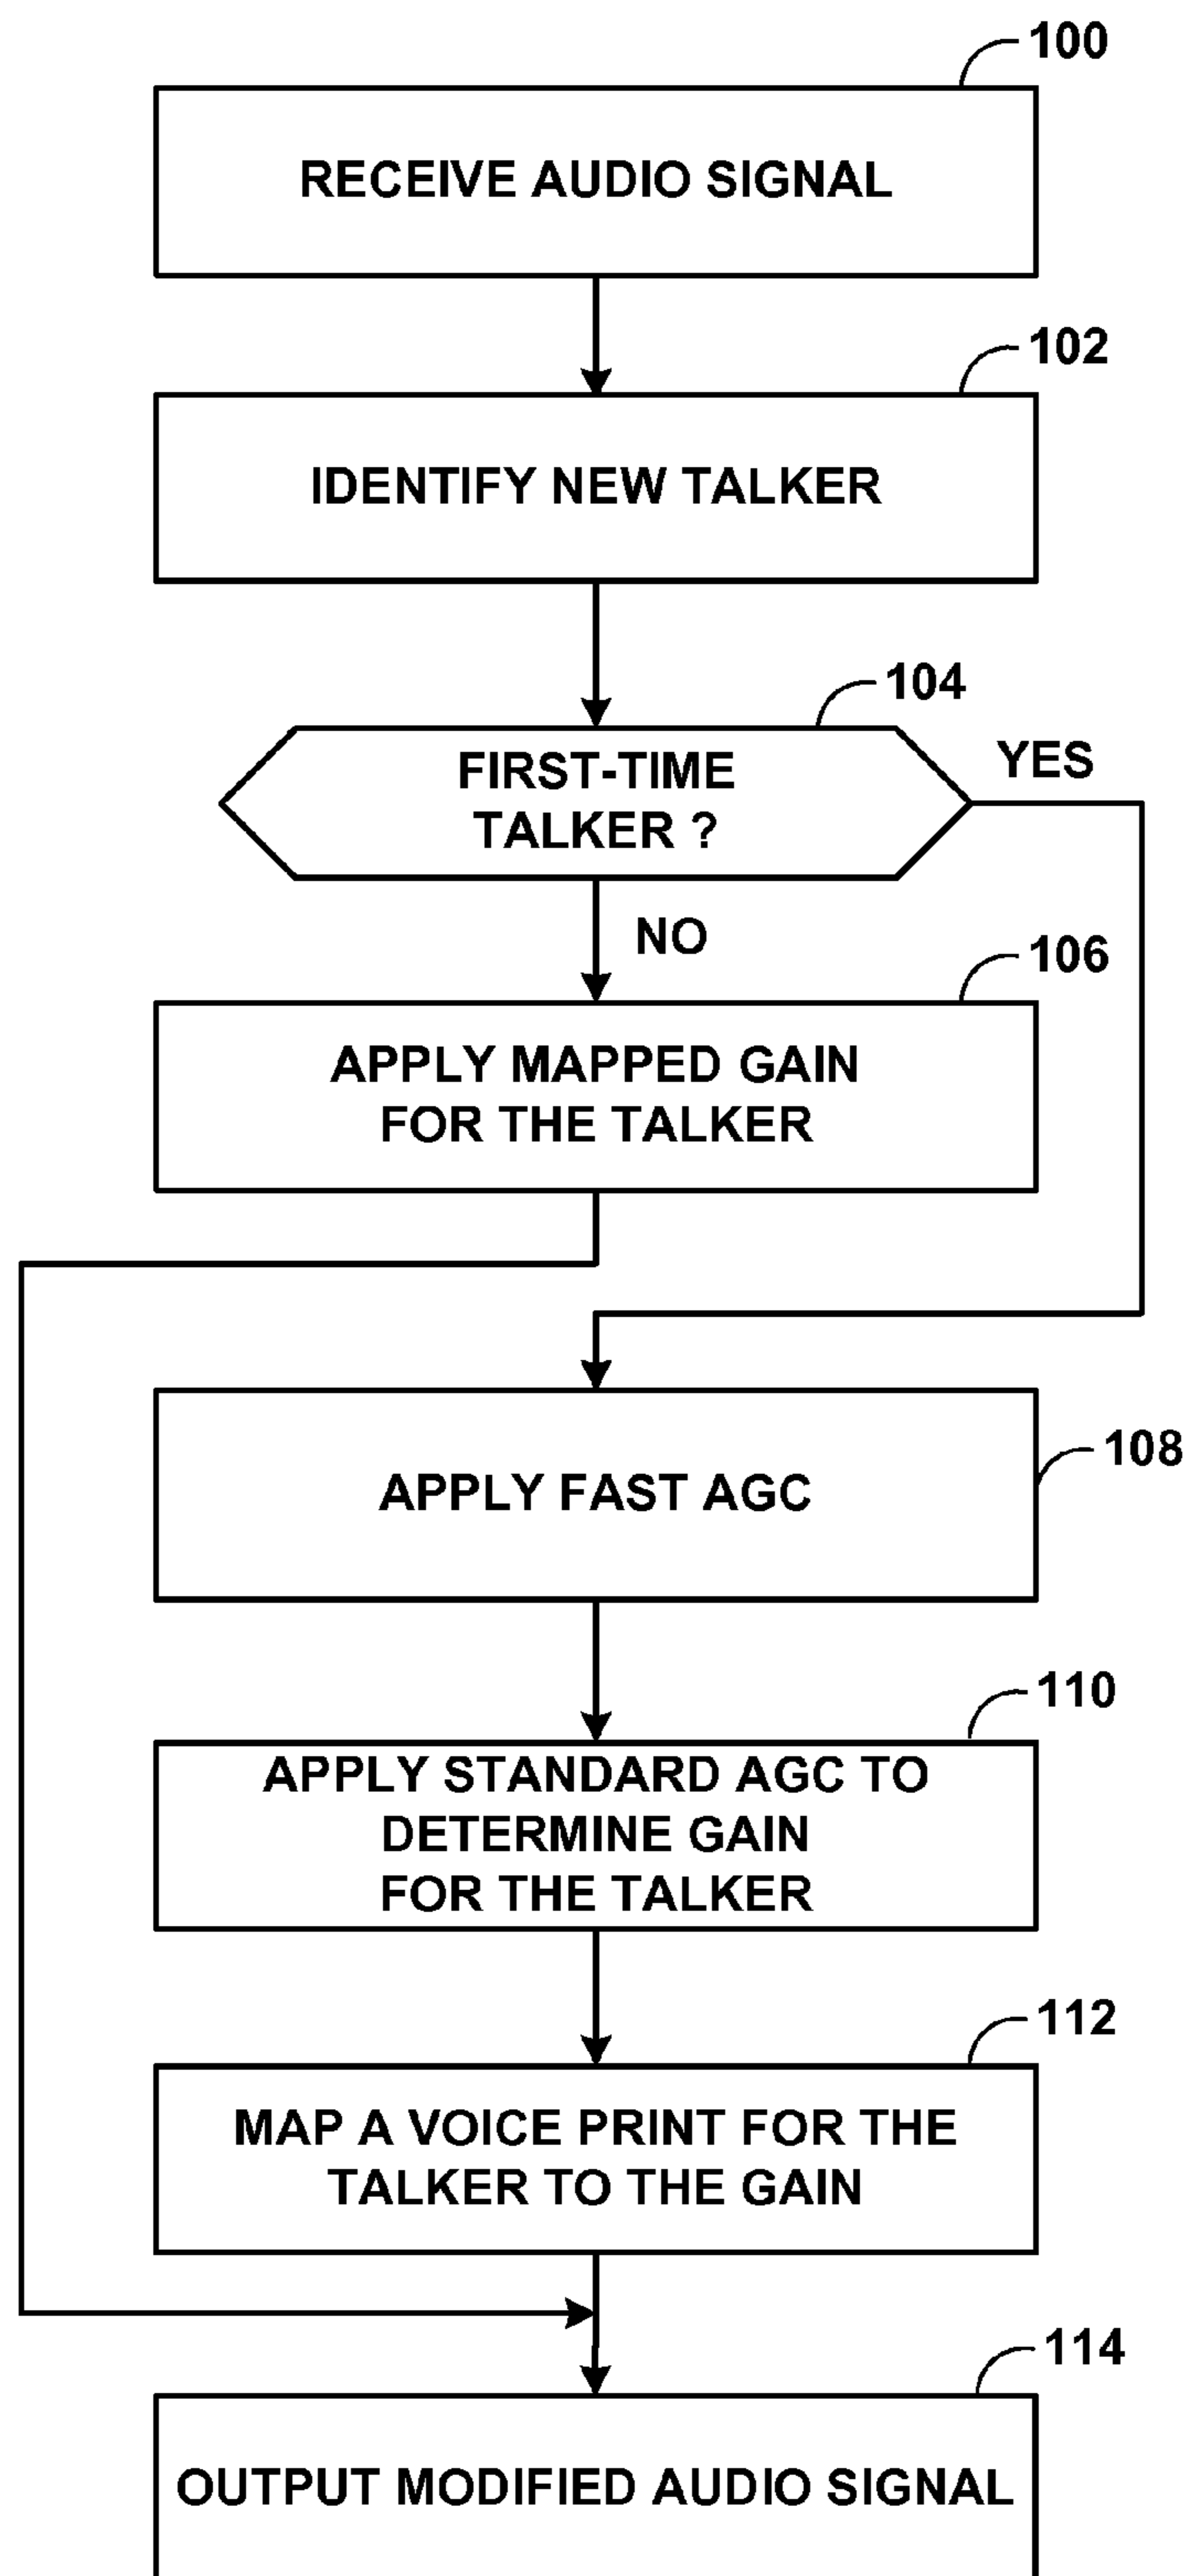 100
RECEIVE AUDIO SIGNAL
102
IDENTIFY NEW TALKER
104
FIRST-TIME
TALKER ?
YES
NO
106
APPLY MAPPED GAIN
FOR THE TALKER
108
APPLY FAST AGC
110
APPLY STANDARD AGC TO
DETERMINE GAIN
FOR THE TALKER
112
MAP A VOICE PRINT FOR THE
TALKER TO THE GAIN
114
OUTPUT MODIFIED AUDIO SIGNAL